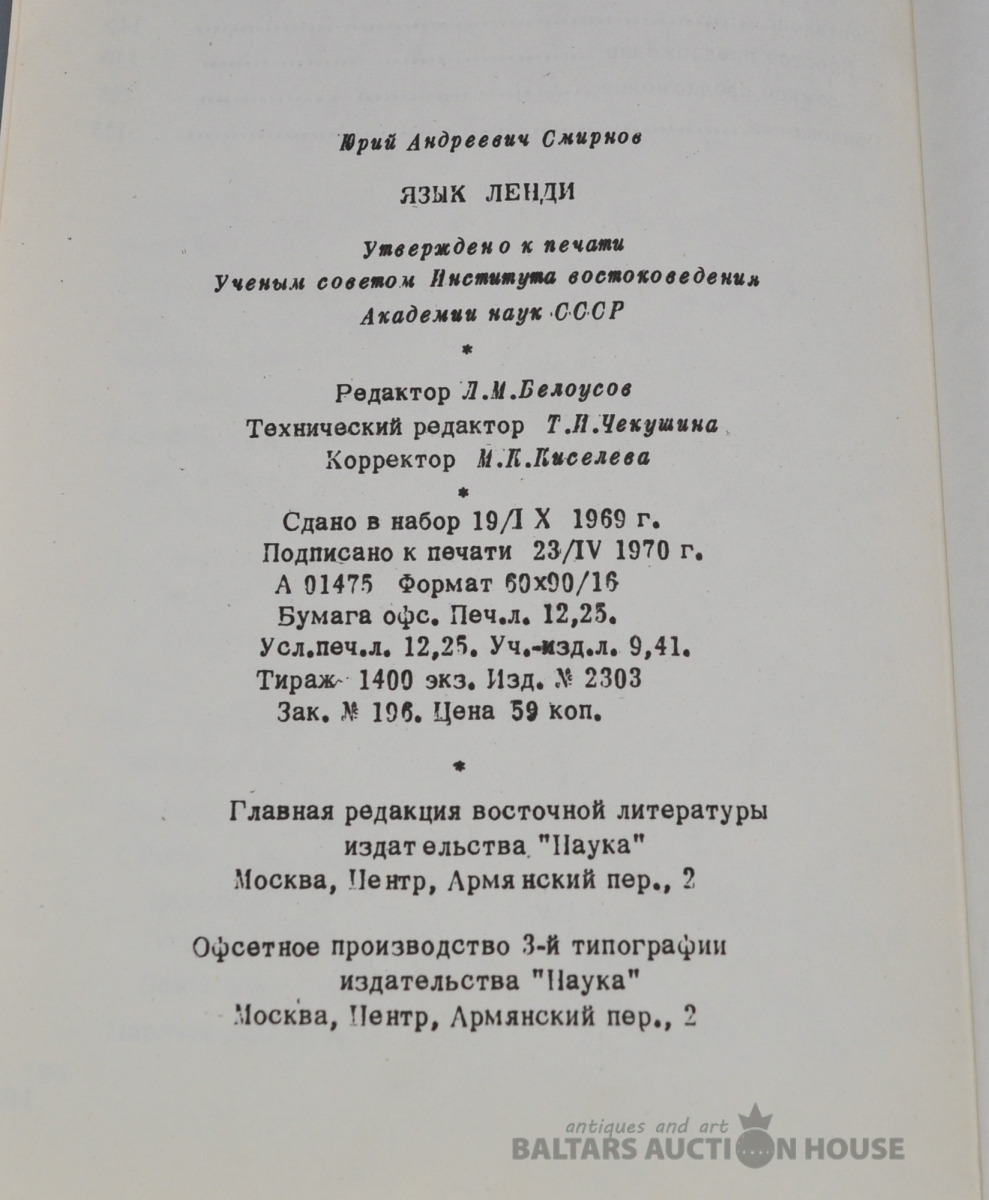 Юрий Андреевич Смирнов
ЯЗЫК ЛЕНДИ
Утверждено к печати
Ученым советом Института востоковедения
Академии наук СССР
*
Редактор Л.М.Белоусов
Технический редактор Т.Н.Чекушина
Корректор М.К.Киселева
*
Сдано в набор 19/I X 1969 г.
Подписано к печати 23/IV 1970 г.
А 01475 Формат 60х90/16
Бумага офс. Печ.л. 12,25.
Усл.печ.л. 12,25. Уч.-изд.л. 9,41.
Тираж 1400 экз. Изд. № 2303
Зак. № 196. Цена 59 коп.
*
Главная редакция восточной литературы
издательства "Наука"
Москва, Центр, Армянский пер., 2
Офсетное производство 3-й типографии
издательства "Наука"
Москва, Центр, Армянский пер., 2
antiques and art
BALTARS AUCTION HOUSE